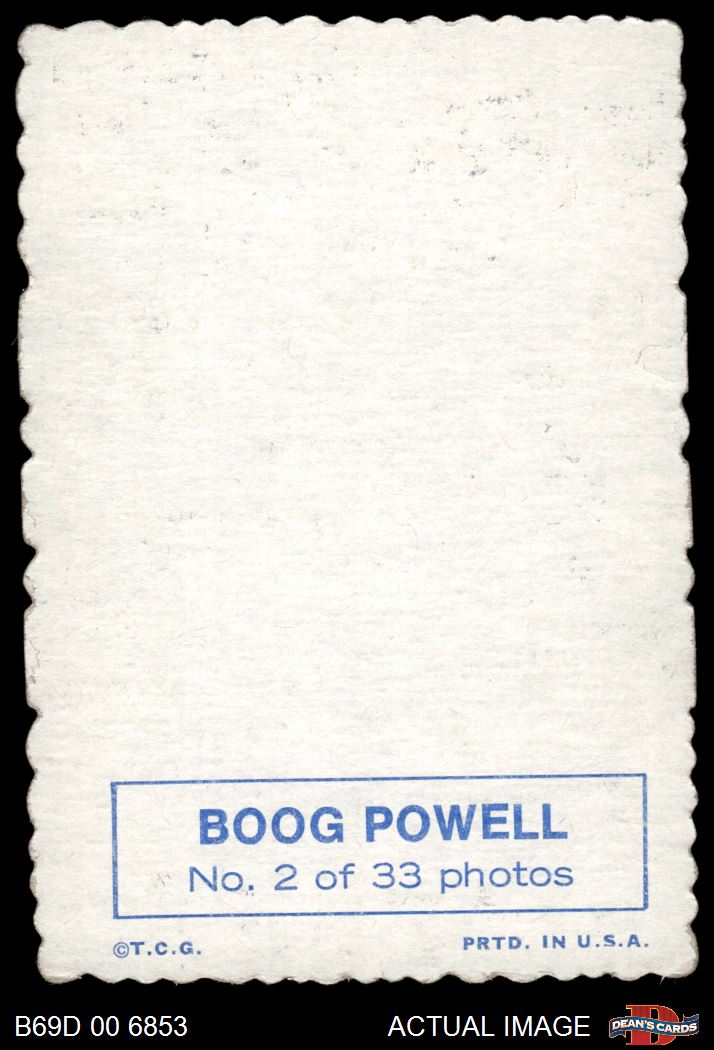 BOOG POWELL
No. 2 of 33 photos
©T.C.G.
PRTD. IN U.S.A.
B69D 00 6853
ACTUAL IMAGE
D
DEAN'S CARDS